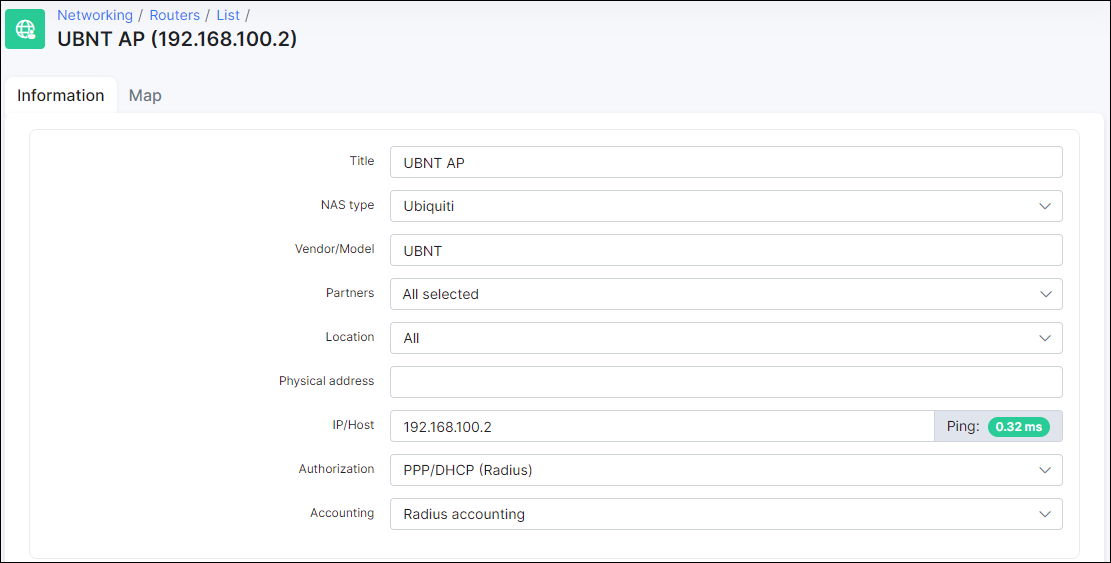 Networking / Routers / List /
UBNT AP (192.168.100.2)
Information Map
Title UBNT AP
NAS type Ubiquiti
Vendor/Model UBNT
Partners All selected
Location All
Physical address
IP/Host 192.168.100.2 Ping: 0.32 ms
Authorization PPP/DHCP (Radius)
Accounting Radius accounting